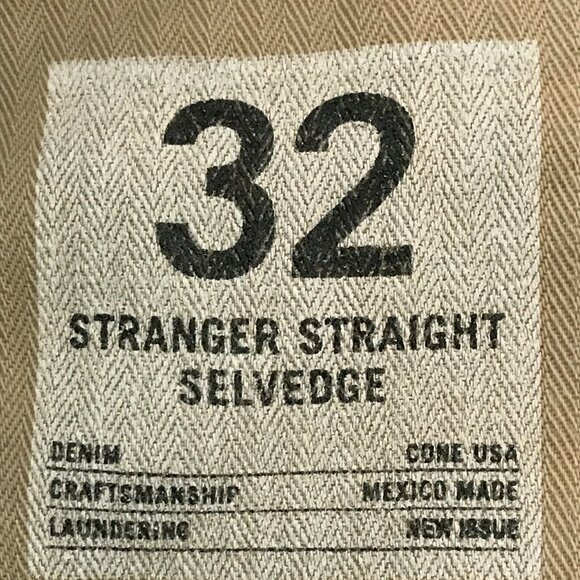 32
STRANGER STRAIGHT
SELVEDGE
DENIM CONE USA
CRAFTSMANSHIP MEXICO MADE
LAUNDERING NEW ISSUE